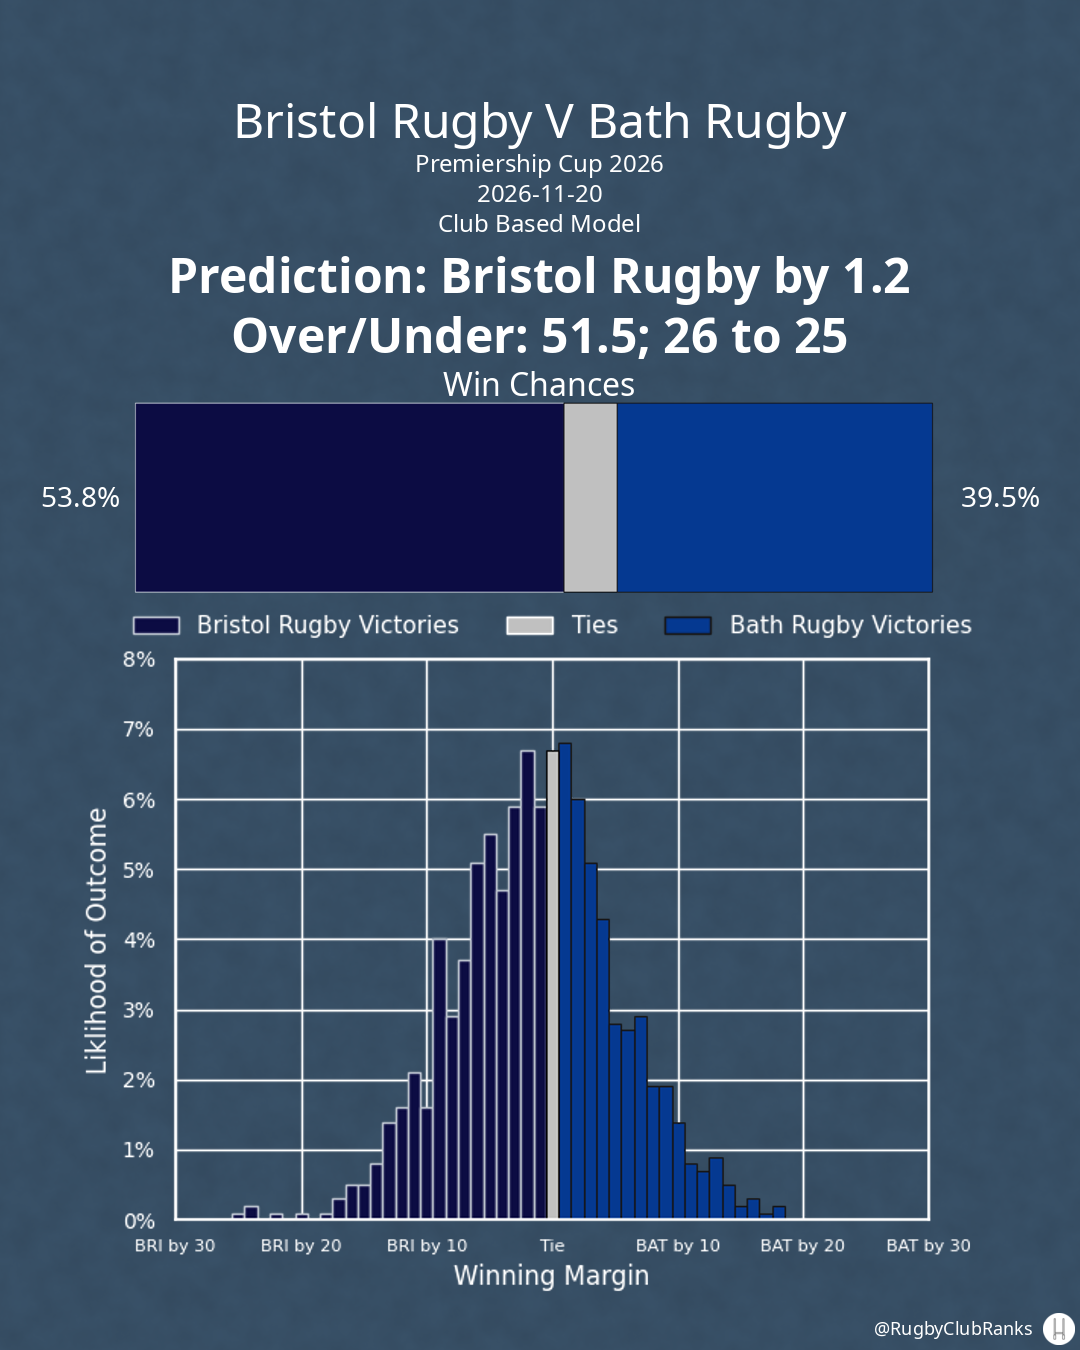 Bristol Rugby V Bath Rugby
Premiership Cup 2026
2026-11-20
Club Based Model
Prediction: Bristol Rugby by 1.2
Over/Under: 51.5; 26 to 25
Win Chances
53.8%
39.5%
Bristol Rugby Victories
Ties
Bath Rugby Victories
8%
7%
6%
5%
4%
3%
2%
1%
0%
Liklihood of Outcome
BRI by 30
BRI by 20
BRI by 10
Tie
BAT by 10
BAT by 20
BAT by 30
Winning Margin
@RugbyClubRanks